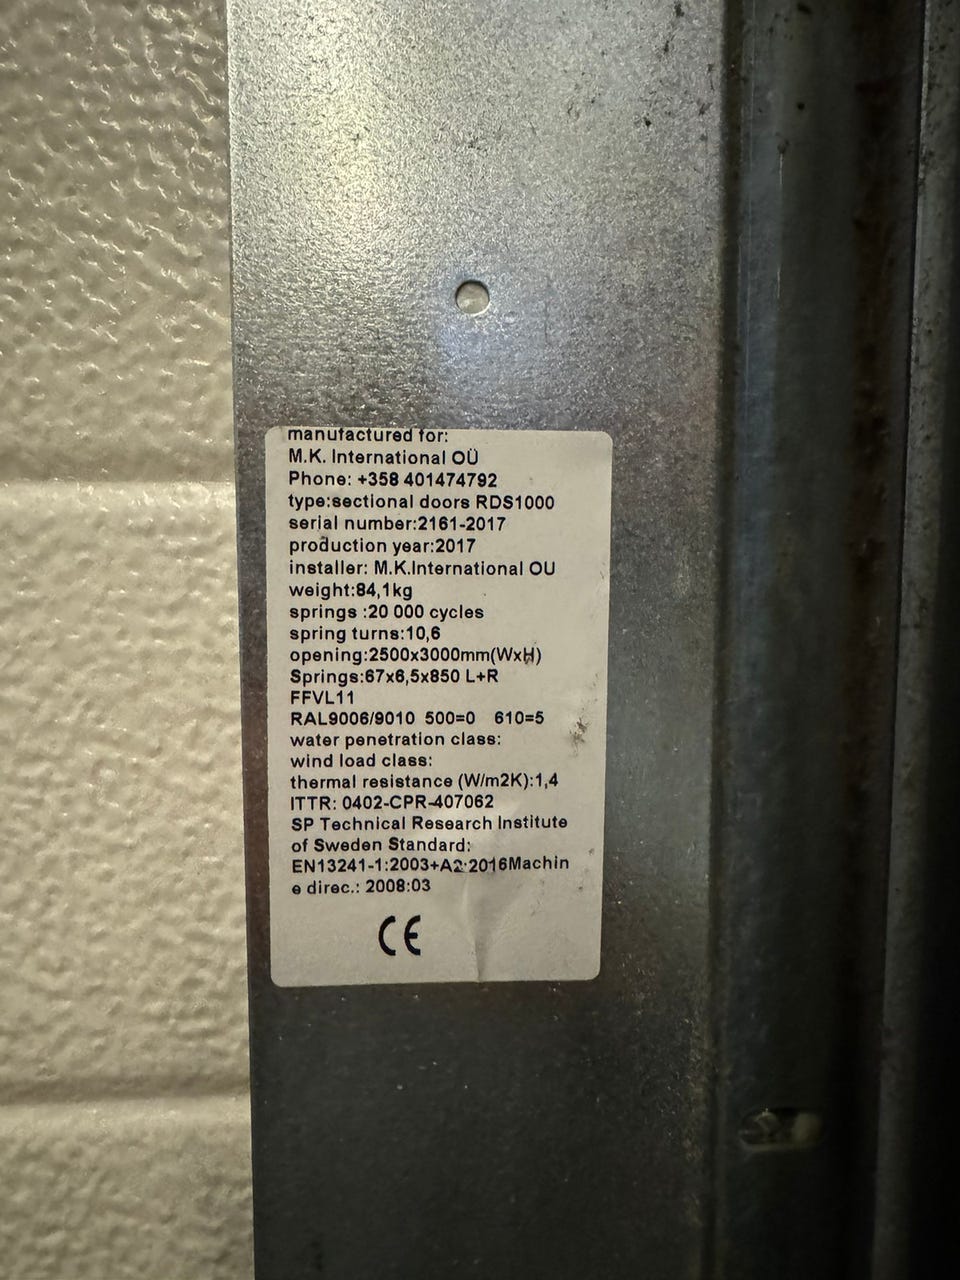 manufactured for:
M.K. International OÜ
Phone: +358 401474792
type:sectional doors RDS1000
serial number:2161-2017
production year:2017
installer: M.K.International OU
weight:84,1kg
springs :20 000 cycles
spring turns:10,6
opening:2500x3000mm(WxH)
Springs:67x6,5x850 L+R
FFVL11
RAL9006/9010 500=0 610=5
water penetration class:
wind load class:
thermal resistance (W/m2K):1,4
ITTR: 0402-CPR-407062
SP Technical Research Institute
of Sweden Standard:
EN13241-1:2003+A2:2016Machin
e direc.: 2008:03
CE